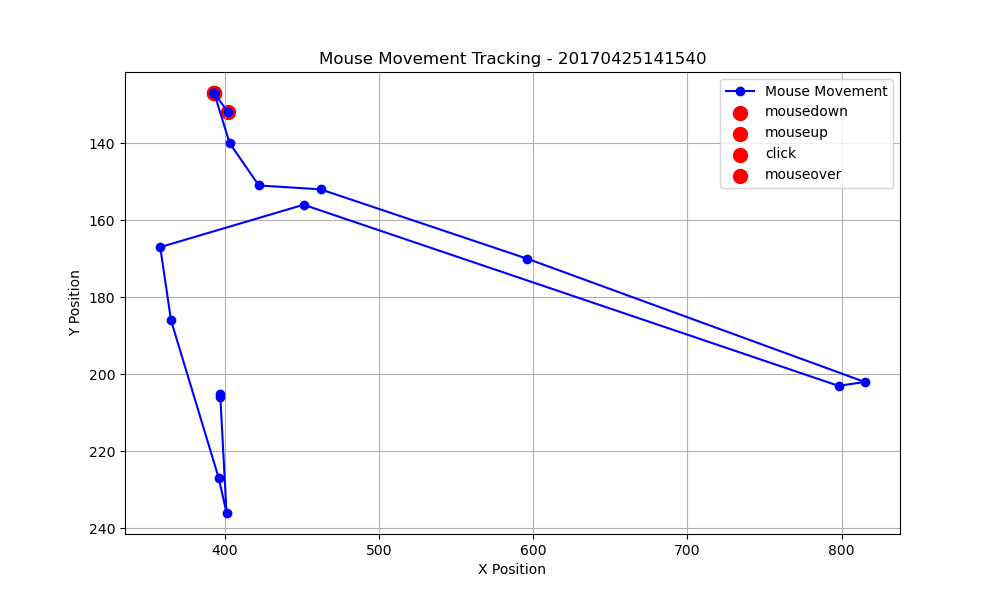 Mouse Movement Tracking - 20170425141540
Mouse Movement
mousedown
mouseup
click
mouseover
140
160
180
200
220
240
Y Position
400 500 600 700 800
X Position